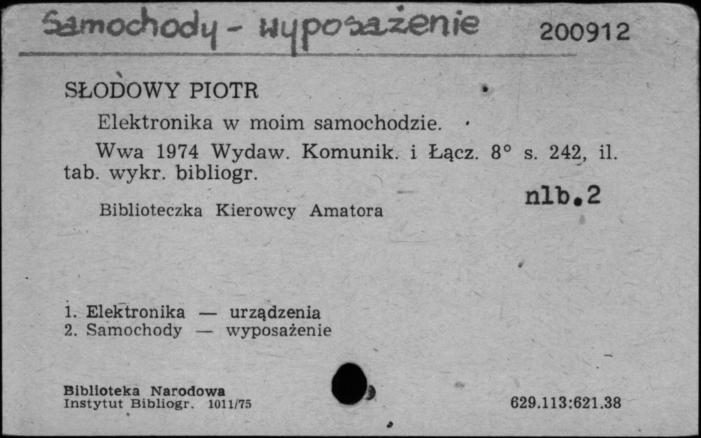 Samochody - wyposażenie 200912
SŁODOWY PIOTR
Elektronika w moim samochodzie.
Wwa 1974 Wydaw. Komunik. i Łącz. 8° s. 242, il.
tab. wykr. bibliogr.
nlb.2
Biblioteczka Kierowcy Amatora
1. Elektronika — urządzenia
2. Samochody — wyposażenie
Biblioteka Narodowa
Instytut Bibliogr. 1011/75 629.113:621.38